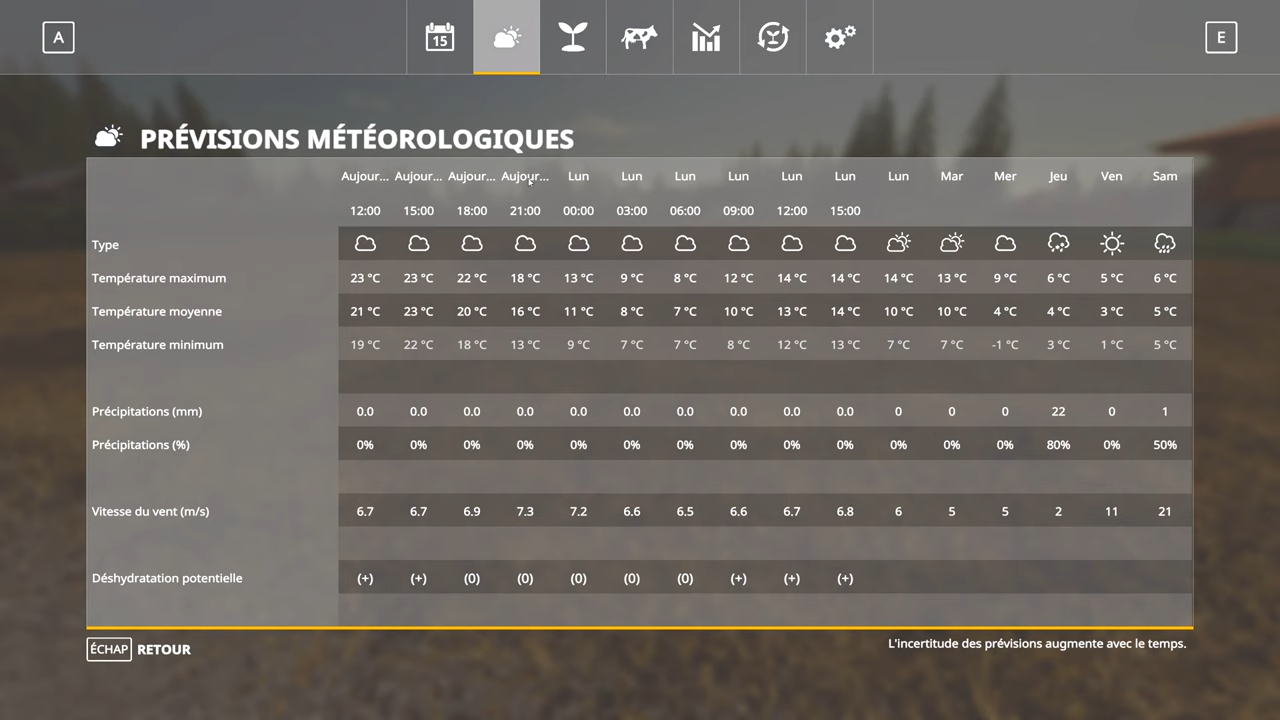 A
15
E
PRÉVISIONS MÉTÉOROLOGIQUES
Aujour... Aujour... Aujour... Aujour... Lun Lun Lun Lun Lun Lun Lun Mar Mer Jeu Ven Sam
12:00 15:00 18:00 21:00 00:00 03:00 06:00 09:00 12:00 15:00
Type
Température maximum 23 °C 23 °C 22 °C 18 °C 13 °C 9 °C 8 °C 12 °C 14 °C 14 °C 14 °C 13 °C 9 °C 6 °C 5 °C 6 °C
Température moyenne 21 °C 23 °C 20 °C 16 °C 11 °C 8 °C 7 °C 10 °C 13 °C 14 °C 10 °C 10 °C 4 °C 4 °C 3 °C 5 °C
Température minimum 19 °C 22 °C 18 °C 13 °C 9 °C 7 °C 7 °C 8 °C 12 °C 13 °C 7 °C 7 °C -1 °C 3 °C 1 °C 5 °C
Précipitations (mm) 0.0 0.0 0.0 0.0 0.0 0.0 0.0 0.0 0.0 0.0 0 0 0 22 0 1
Précipitations (%) 0% 0% 0% 0% 0% 0% 0% 0% 0% 0% 0% 0% 0% 80% 0% 50%
Vitesse du vent (m/s) 6.7 6.7 6.9 7.3 7.2 6.6 6.5 6.6 6.7 6.8 6 5 5 2 11 21
Déshydratation potentielle (+) (+) (0) (0) (0) (0) (0) (+) (+) (+)
ÉCHAP RETOUR
L'incertitude des prévisions augmente avec le temps.